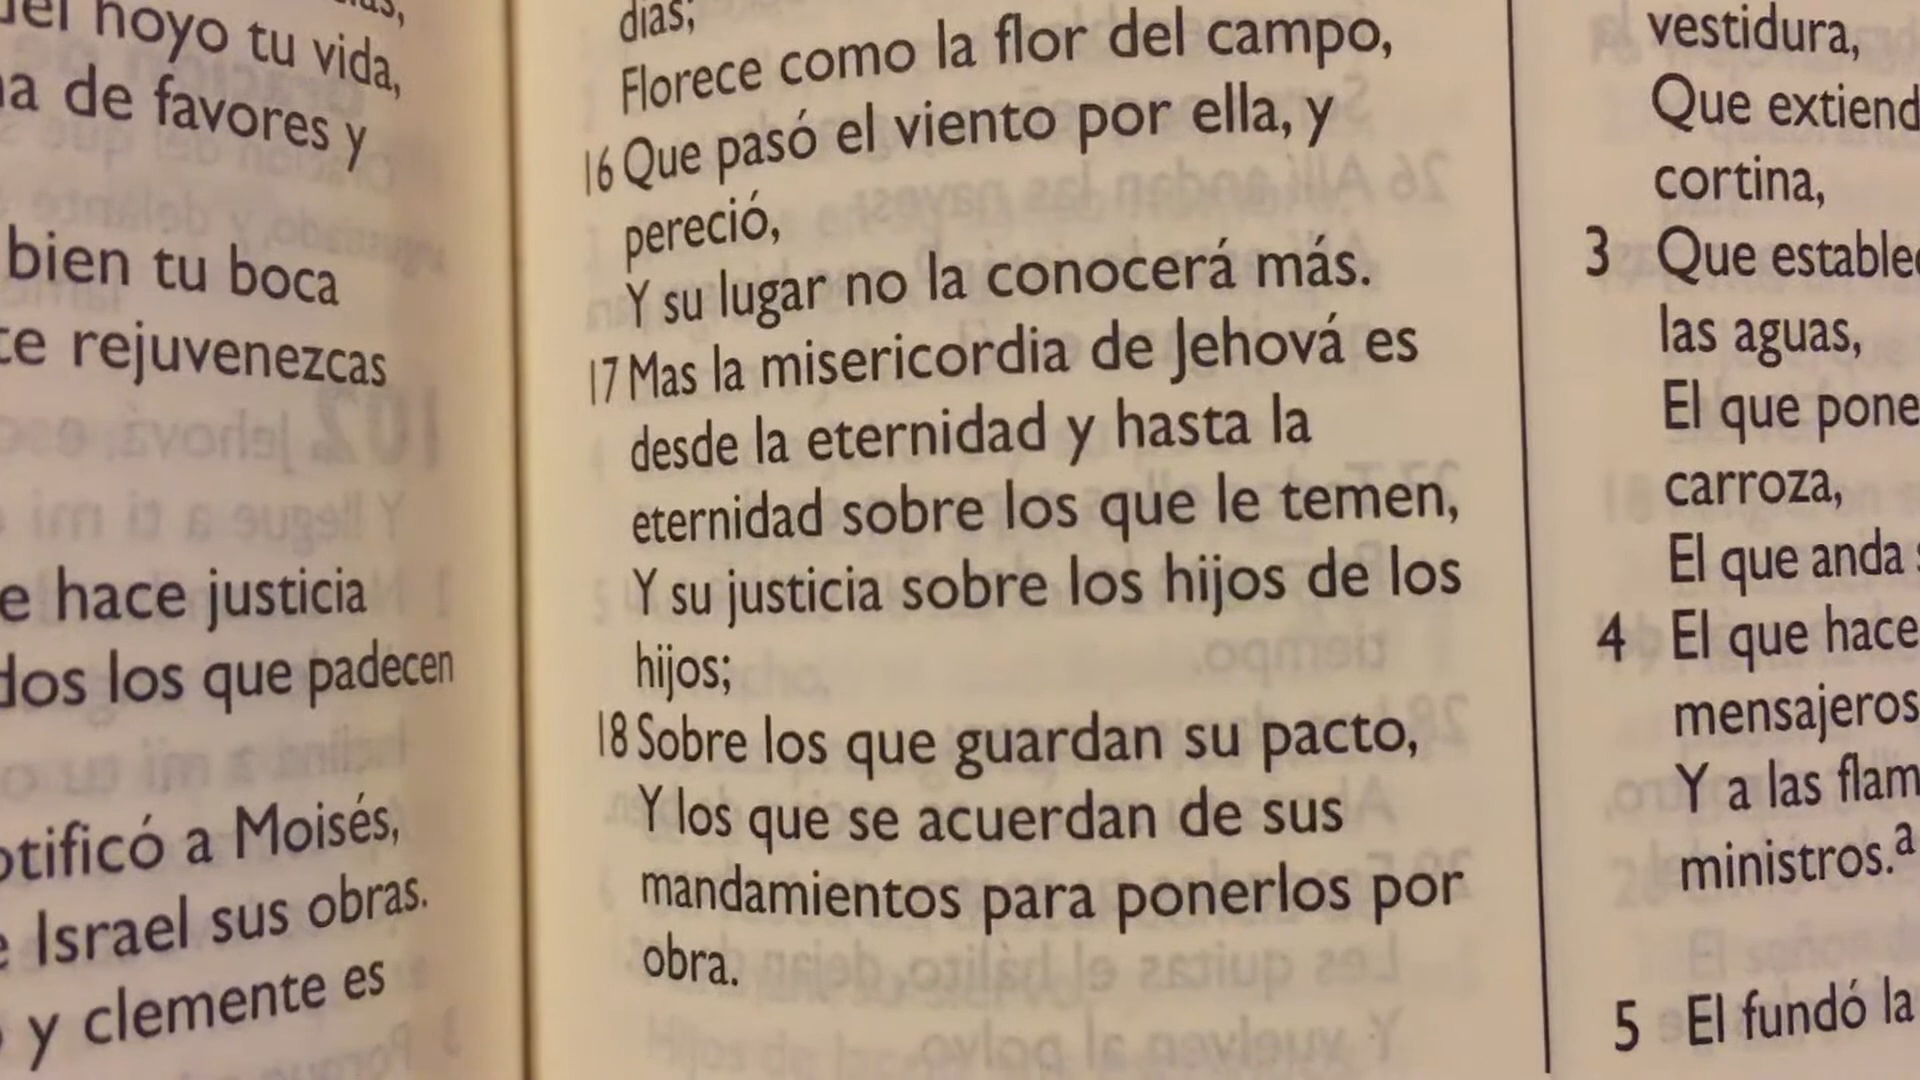 hoyo tu vida,
de favores y
bien tu boca
rejuvenezcas
hace justicia
los que padecen
a Moisés,
Israel sus obras.
y clemente es
días;
Florece como la flor del campo,
16 Que pasó el viento por ella, y
pereció,
Y su lugar no la conocerá más.
17 Mas la misericordia de Jehová es
desde la eternidad y hasta la
eternidad sobre los que le temen,
Y su justicia sobre los hijos de los
hijos;
18 Sobre los que guardan su pacto,
Y los que se acuerdan de sus
mandamientos para ponerlos por
obra.
vestidura,
Que extiend
cortina,
3 Que estable
las aguas,
El que pone
carroza,
El que anda
4 El que hace
mensajeros
Y a las flam
ministros.a
5 El fundó la